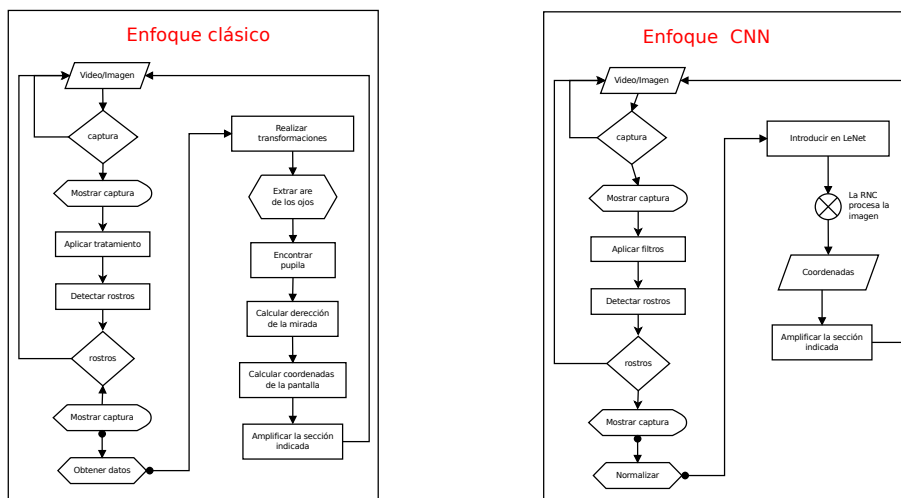 Enfoque clásico
Video/Imagen
captura
Mostrar captura
Aplicar tratamiento
Detectar rostros
rostros
Mostrar captura
Obtener datos
Realizar
transformaciones
Extrar are
de los ojos
Encontrar
pupila
Calcular derección
de la mirada
Calcular coordenadas
de la pantalla
Amplificar la sección
indicada
Enfoque CNN
Video/Imagen
captura
Mostrar captura
Aplicar filtros
Detectar rostros
rostros
Mostrar captura
Normalizar
Introducir en LeNet
La RNC
procesa la
imagen
Coordenadas
Amplificar la sección
indicada